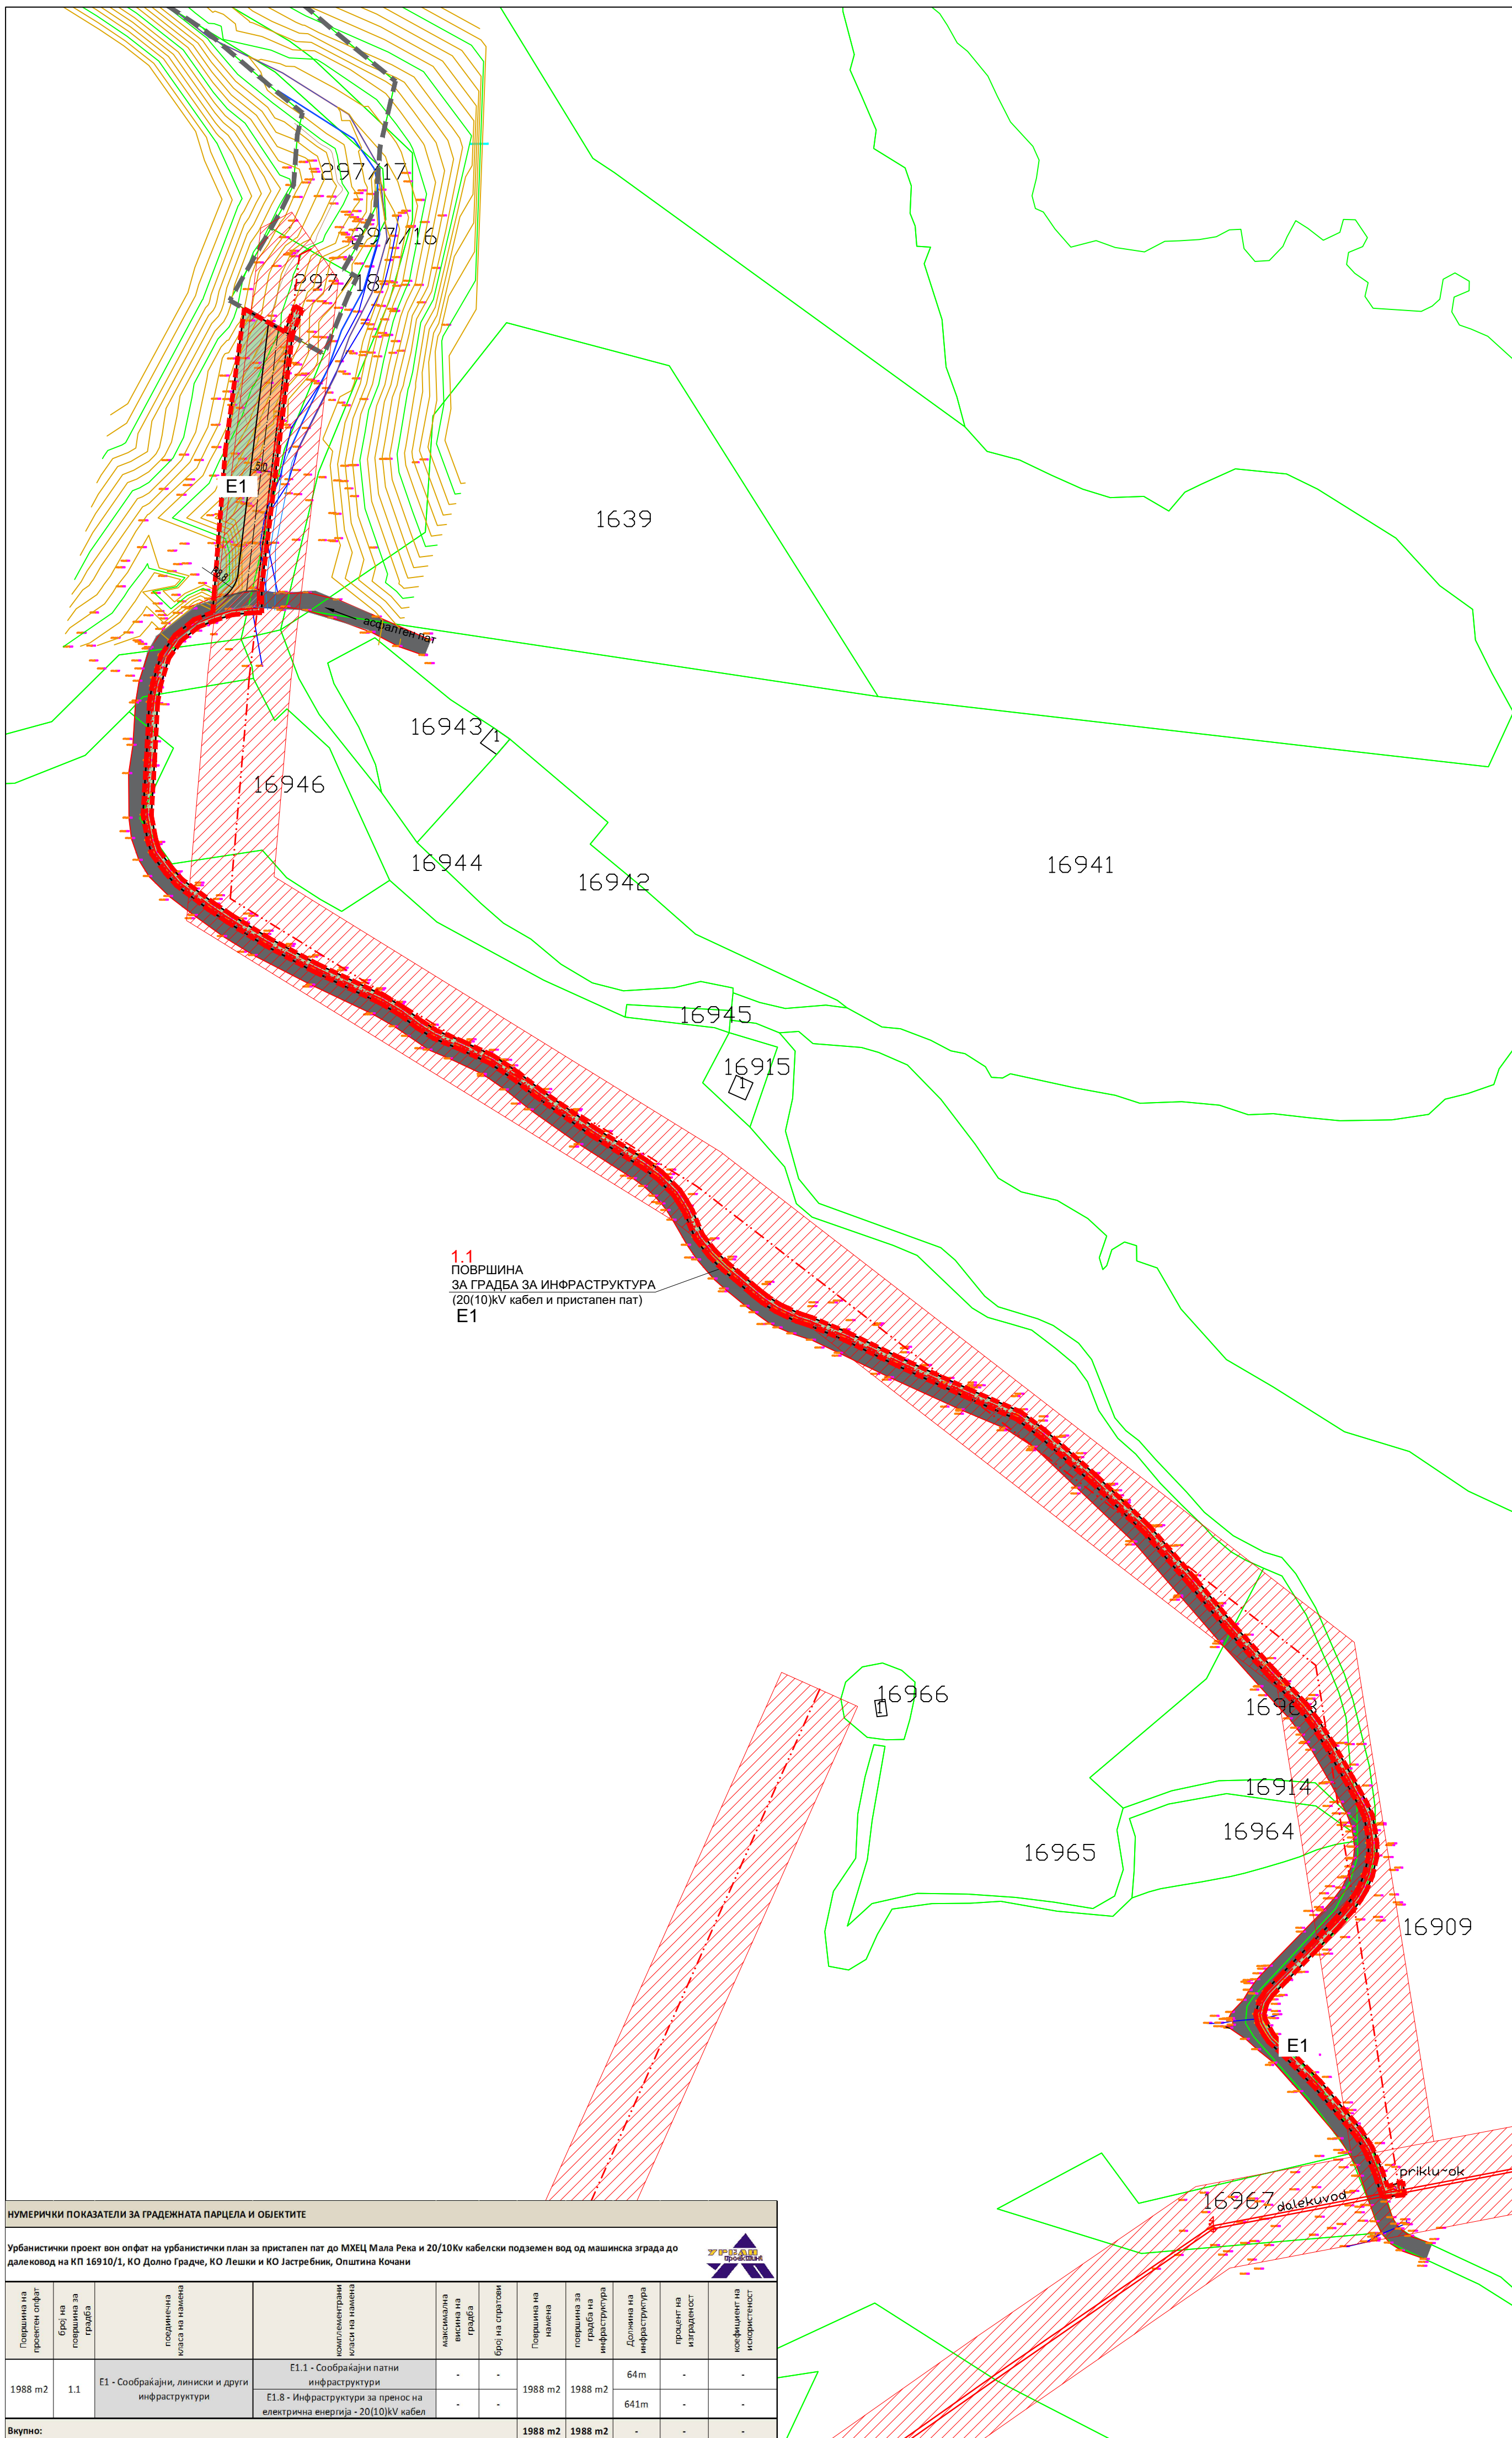 297/17
297/16
297/18
5.0
E1
1639
асфалтен пат
16943
1
16946
16944
16942
16941
16945
16915
1
1.1
ПОВРШИНА
ЗА ГРАДБА ЗА ИНФРАСТРУКТУРА
(20(10)kV кабел и пристапен пат)
E1
16966
1
16963
16914
16964
16965
16909
E1
priklu~ok
16967
dalekuvod
НУМЕРИЧКИ ПОКАЗАТЕЛИ ЗА ГРАДЕЖНАТА ПАРЦЕЛА И ОБЈЕКТИТЕ
Урбанистички проект вон опфат на урбанистички план за пристапен пат до МХЕЦ Мала Река и 20/10Kv кабелски подземен вод од машинска зграда до
далековод на КП 16910/1, КО Долно Градче, КО Лешки и КО Јастребник, Општина Кочани
УРБАН
Површина на
проектен опфат
број на
површина за
градба
поединечна
класа на намена
комплементрани
класи на намена
максимална
висина на
градба
број на спратови
Површина на
намена
површина за
градба на
инфраструктура
Должина на
инфраструктура
процент на
изграденост
коефициент на
искористеност
1988 m2
1.1
E1 - Сообраќајни, линиски и други
инфраструктури
E1.1 - Сообраќајни патни
инфраструктури
-
-
1988 m2
1988 m2
64m
-
-
E1.8 - Инфраструктури за пренос на
електрична енергија - 20(10)kV кабел
-
-
641m
-
-
Вкупно:
1988 m2
1988 m2
-
-
-